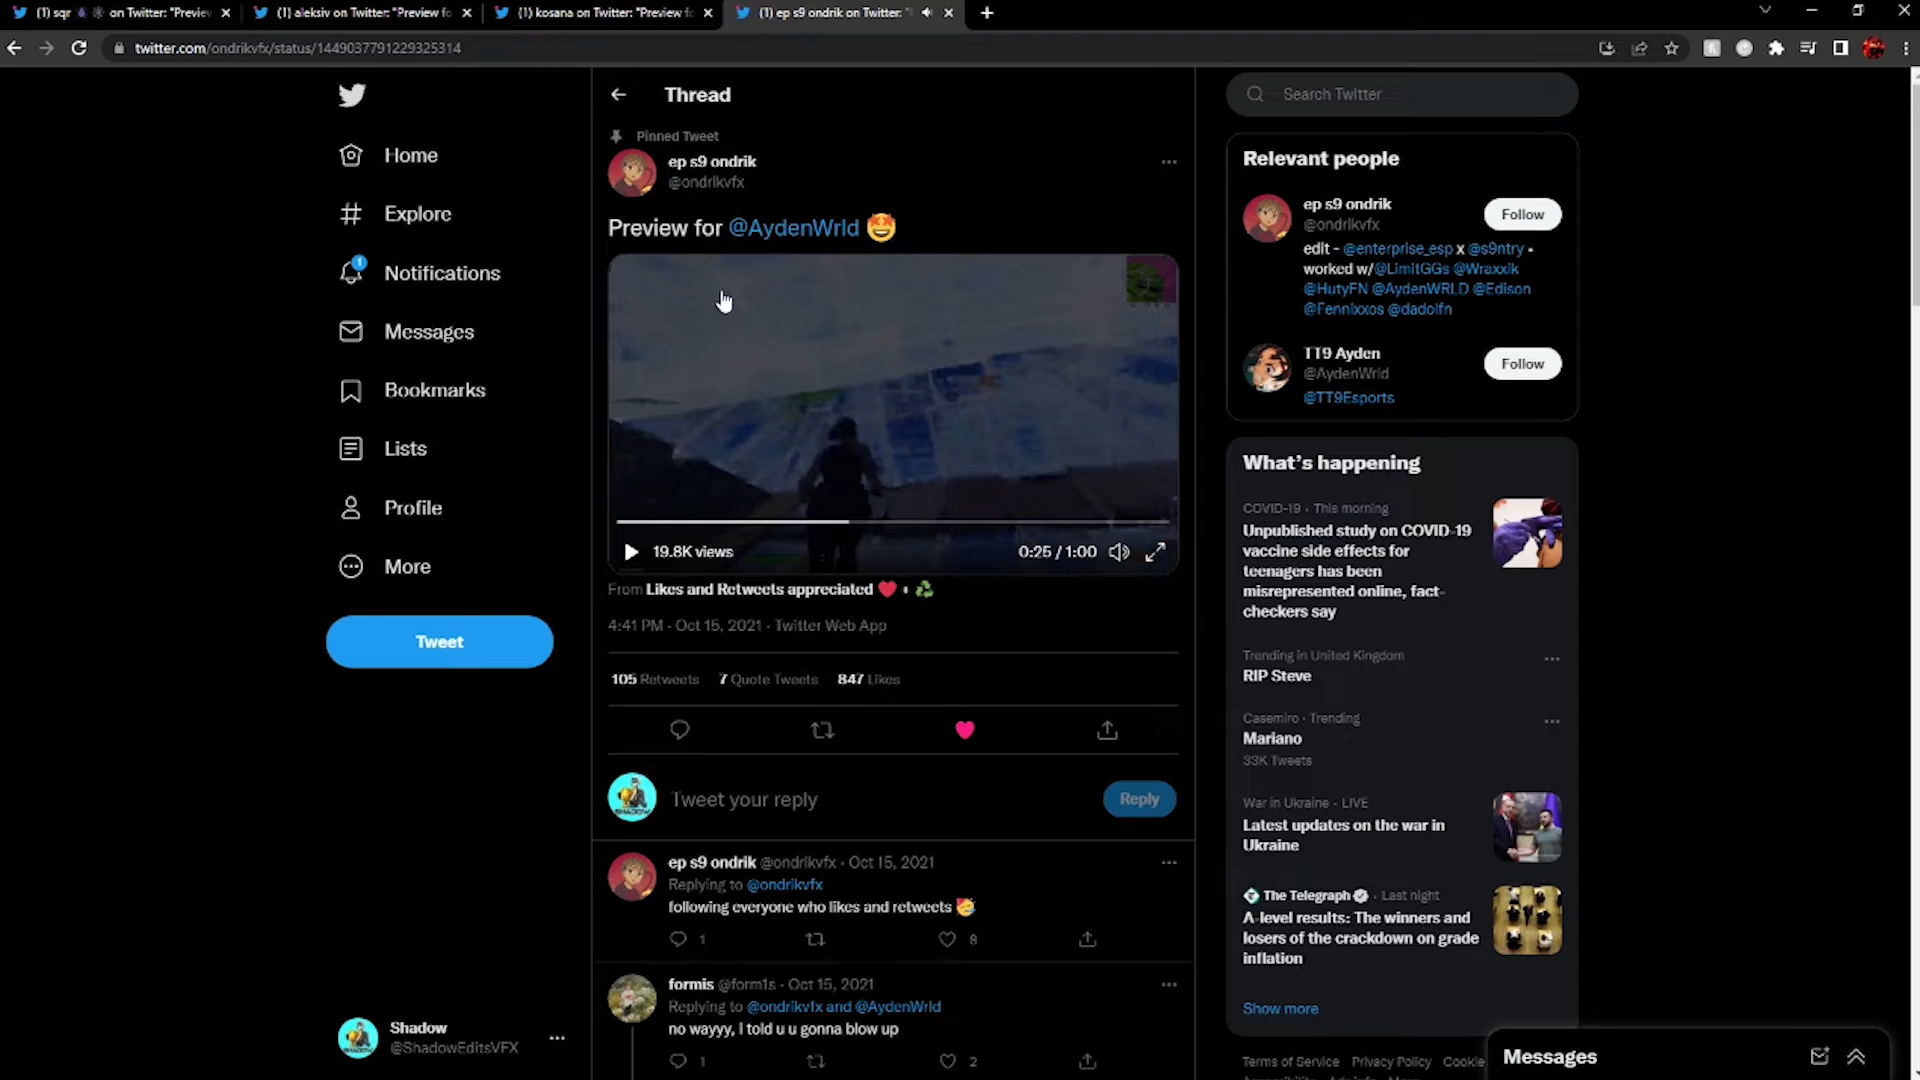 (1) sqr on Twitter: "Preview
(1) aleksiv on Twitter: "Preview fo
(1) kosana on Twitter: "Preview fo
(1) ep s9 ondrik on Twitter: "
twitter.com/ondrikvfx/status/1449037791229325314
Home
Explore
1
Notifications
Messages
Bookmarks
Lists
Profile
More
Tweet
Shadow
@ShadowEditsVFX
Thread
Pinned Tweet
ep s9 ondrik
@ondrikvfx
Preview for @AydenWrld 🤩
19.8K views
0:25 / 1:00
From Likes and Retweets appreciated ❤️ • ♻️
4:41 PM · Oct 15, 2021 · Twitter Web App
105 Retweets 7 Quote Tweets 847 Likes
SHADOW
Tweet your reply
Reply
ep s9 ondrik @ondrikvfx · Oct 15, 2021
Replying to @ondrikvfx
following everyone who likes and retweets 🥳
1 8
formis @form1s · Oct 15, 2021
Replying to @ondrikvfx and @AydenWrld
no wayyy, i told u u gonna blow up
1 2
Search Twitter
Relevant people
ep s9 ondrik
@ondrikvfx
Follow
edit - @enterprise_esp x @s9ntry •
worked w/@LimitGGs @Wraxxik
@HutyFN @AydenWRLD @Edison
@Fennixxos @dadolfn
TT9 Ayden
@AydenWrld
Follow
@TT9Esports
What's happening
COVID-19 · This morning
Unpublished study on COVID-19
vaccine side effects for
teenagers has been
misrepresented online, fact-
checkers say
Trending in United Kingdom
RIP Steve
Casemiro · Trending
Mariano
33K Tweets
War in Ukraine · LIVE
Latest updates on the war in
Ukraine
The Telegraph · Last night
A-level results: The winners and
losers of the crackdown on grade
inflation
Show more
Terms of Service Privacy Policy Cookie
Messages